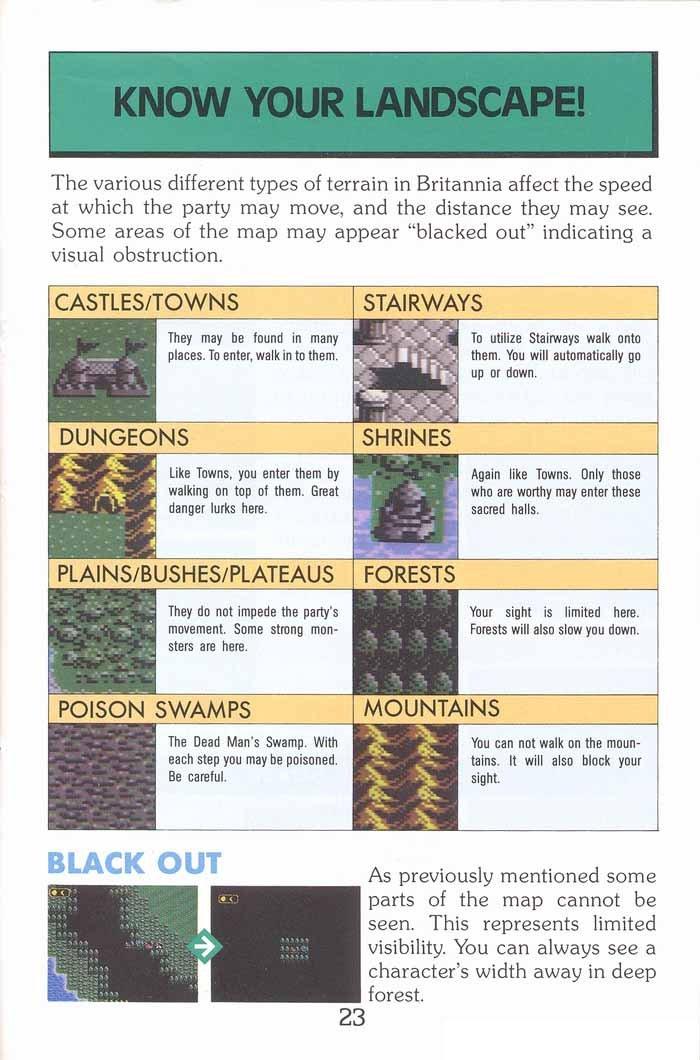 KNOW YOUR LANDSCAPE!
The various different types of terrain in Britannia affect the speed
at which the party may move, and the distance they may see.
Some areas of the map may appear “blacked out” indicating a
visual obstruction.
CASTLES/TOWNS
They may be found in many
places. To enter, walk in to them.
STAIRWAYS
To utilize Stairways walk onto
them. You will automatically go
up or down.
DUNGEONS
Like Towns, you enter them by
walking on top of them. Great
danger lurks here.
SHRINES
Again like Towns. Only those
who are worthy may enter these
sacred halls.
PLAINS/BUSHES/PLATEAUS
They do not impede the party's
movement. Some strong mon-
sters are here.
FORESTS
Your sight is limited here.
Forests will also slow you down.
POISON SWAMPS
The Dead Man's Swamp. With
each step you may be poisoned.
Be careful.
MOUNTAINS
You can not walk on the moun-
tains. It will also block your
sight.
BLACK OUT
As previously mentioned some
parts of the map cannot be
seen. This represents limited
visibility. You can always see a
character's width away in deep
forest.
23